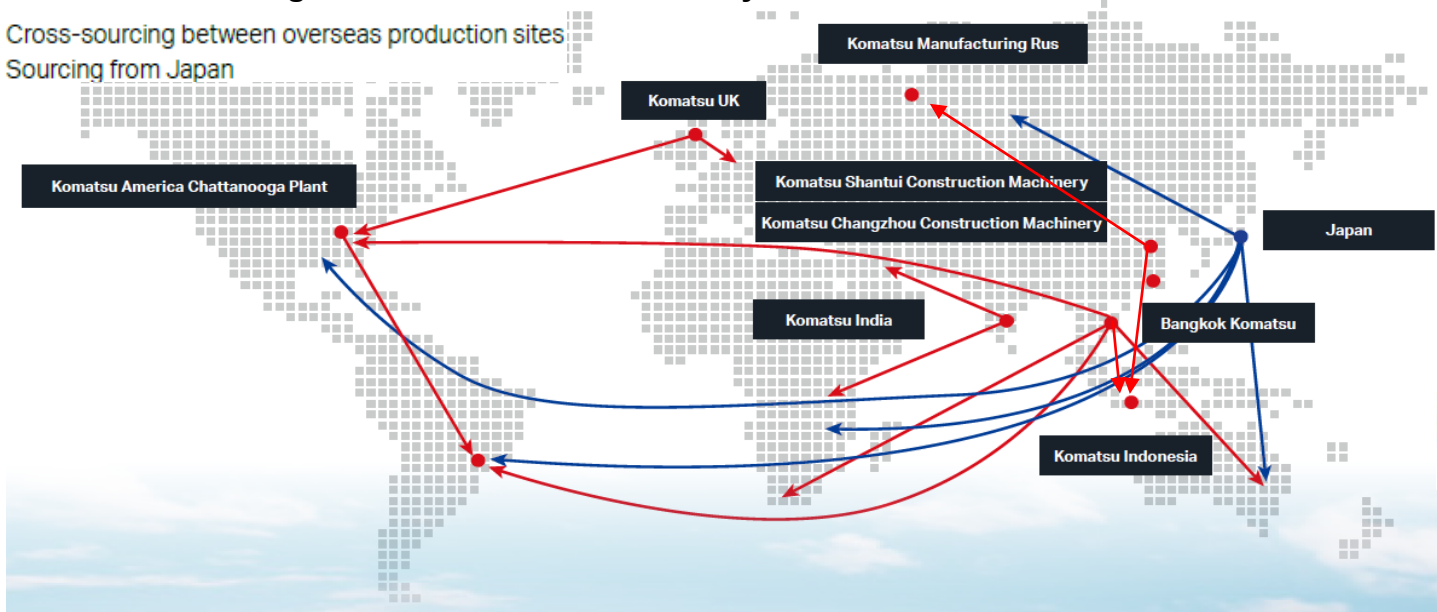 Cross-sourcing between overseas production sites
Sourcing from Japan
Komatsu Manufacturing Rus
Komatsu UK
Komatsu America Chattanooga Plant
Komatsu Shantui Construction Machinery
Komatsu Changzhou Construction Machinery
Japan
Komatsu India
Bangkok Komatsu
Komatsu Indonesia